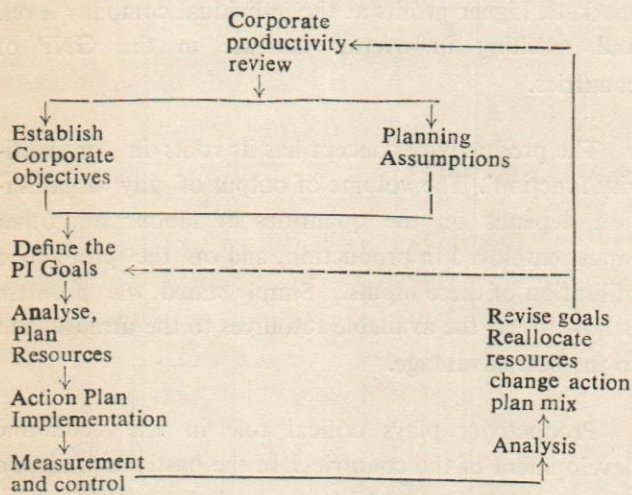 Corporate
productivity
review
Establish
Corporate
objectives
Planning
Assumptions
Define the
PI Goals
Analyse,
Plan
Resources
Action Plan
Implementation
Measurement
and control
Revise goals
Reallocate
resources
change action
plan mix
Analysis